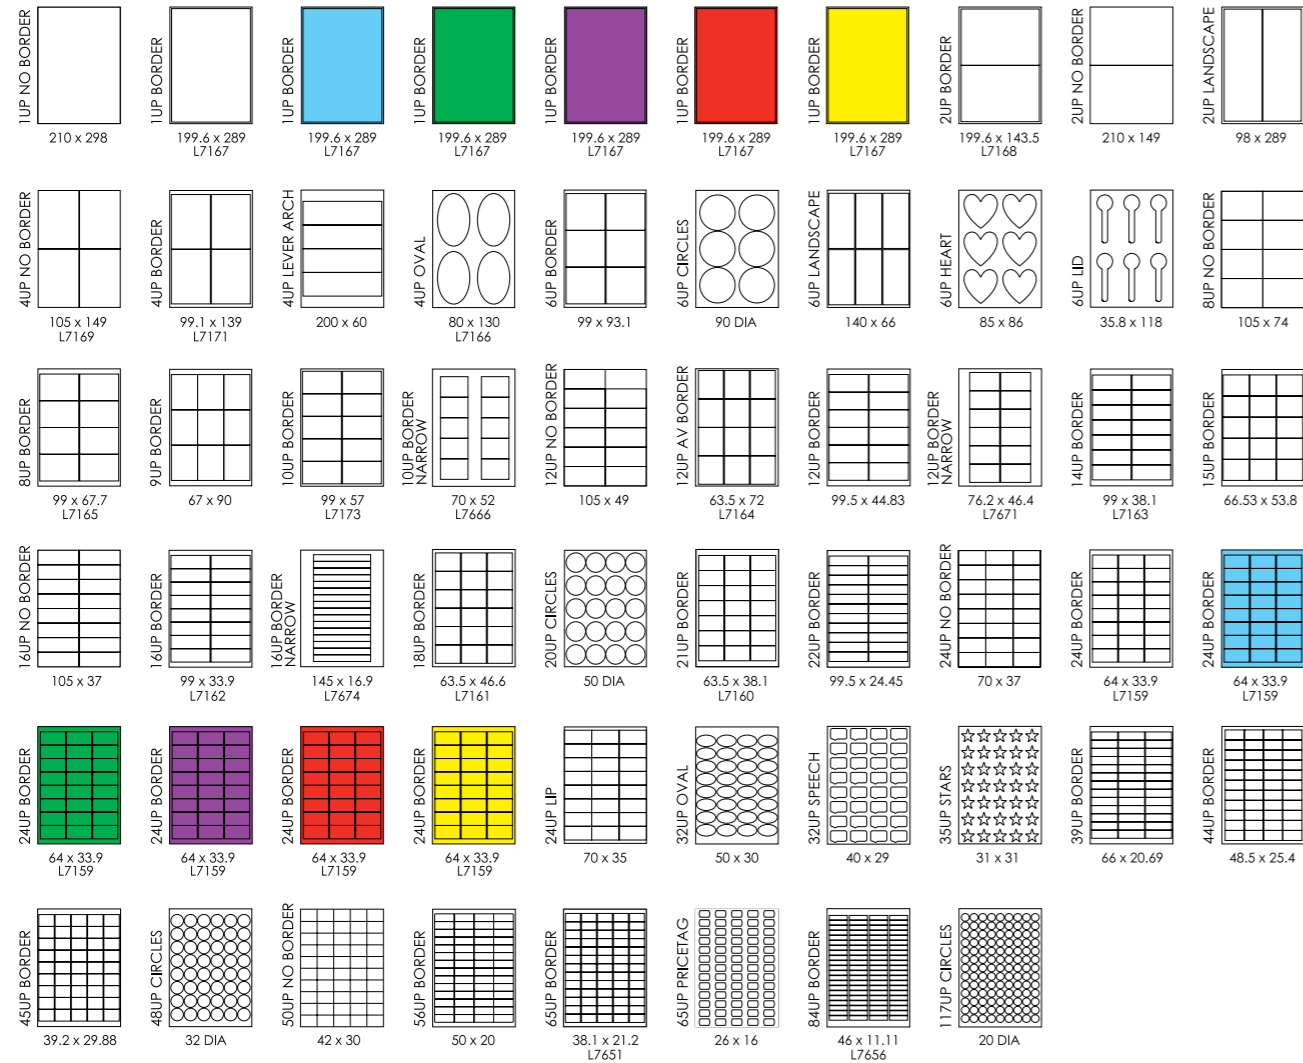 1UP NO BORDER
210 x 298
1UP BORDER
199.6 x 289
L7167
1UP BORDER
199.6 x 289
L7167
1UP BORDER
199.6 x 289
L7167
1UP BORDER
199.6 x 289
L7167
1UP BORDER
199.6 x 289
L7167
1UP BORDER
199.6 x 289
L7167
2UP BORDER
199.6 x 143.5
L7168
2UP NO BORDER
210 x 149
2UP LANDSCAPE
98 x 289
4UP NO BORDER
105 x 149
L7169
4UP BORDER
99.1 x 139
L7171
4UP LEVER ARCH
200 x 60
4UP OVAL
80 x 130
L7166
6UP BORDER
99 x 93.1
6UP CIRCLES
90 DIA
6UP LANDSCAPE
140 x 66
6UP HEART
85 x 86
6UP LID
35.8 x 118
8UP NO BORDER
105 x 74
8UP BORDER
99 x 67.7
L7165
9UP BORDER
67 x 90
10UP BORDER
99 x 57
L7173
10UP BORDER
NARROW
70 x 52
L7666
12UP NO BORDER
105 x 49
12UP AV BORDER
63.5 x 72
L7164
12UP BORDER
99.5 x 44.83
12UP BORDER
NARROW
76.2 x 46.4
L7671
14UP BORDER
99 x 38.1
L7163
15UP BORDER
66.53 x 53.8
16UP NO BORDER
105 x 37
16UP BORDER
99 x 33.9
L7162
16UP BORDER
NARROW
145 x 16.9
L7674
18UP BORDER
63.5 x 46.6
L7161
20UP CIRCLES
50 DIA
21UP BORDER
63.5 x 38.1
L7160
22UP BORDER
99.5 x 24.45
24UP NO BORDER
70 x 37
24UP BORDER
64 x 33.9
L7159
24UP BORDER
64 x 33.9
L7159
24UP BORDER
64 x 33.9
L7159
24UP BORDER
64 x 33.9
L7159
24UP BORDER
64 x 33.9
L7159
24UP BORDER
64 x 33.9
L7159
24UP LIP
70 x 35
32UP OVAL
50 x 30
32UP SPEECH
40 x 29
35UP STARS
31 x 31
39UP BORDER
66 x 20.69
44UP BORDER
48.5 x 25.4
45UP BORDER
39.2 x 29.88
48UP CIRCLES
32 DIA
50UP NO BORDER
42 x 30
56UP BORDER
50 x 20
65UP BORDER
38.1 x 21.2
L7651
65UP PRICETAG
26 x 16
84UP BORDER
46 x 11.11
L7656
117UP CIRCLES
20 DIA